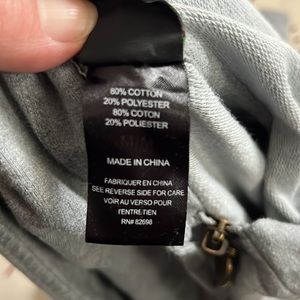 80% COTTON
20% POLYESTER
80% COTON
20% POLIESTER
MADE IN CHINA
FABRIQUER EN CHINA
SEE REVERSE SIDE FOR CARE
VOIR AU VERSO POUR
L'ENTRETIEN
RN# 82698